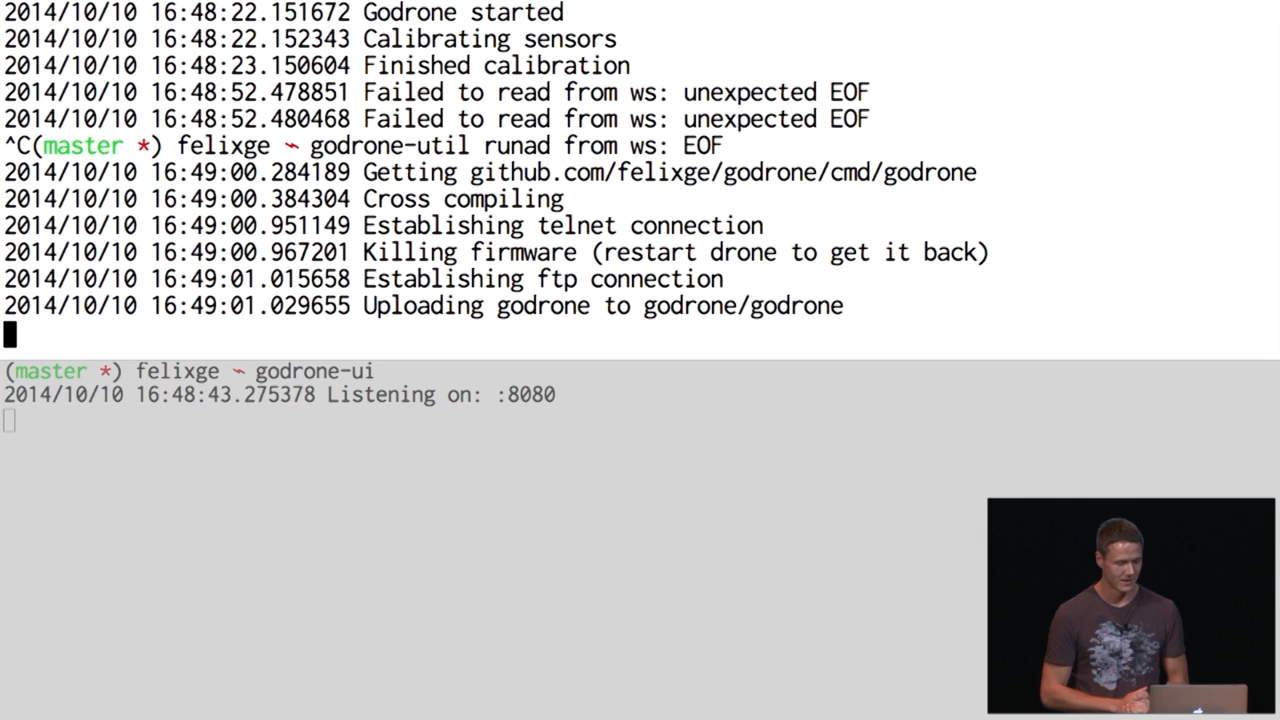 2014/10/10 16:48:22.151672 Godrone started
2014/10/10 16:48:22.152343 Calibrating sensors
2014/10/10 16:48:23.150604 Finished calibration
2014/10/10 16:48:52.478851 Failed to read from ws: unexpected EOF
2014/10/10 16:48:52.480468 Failed to read from ws: unexpected EOF
^C(master *) felixge ~ godrone-util runad from ws: EOF
2014/10/10 16:49:00.284189 Getting github.com/felixge/godrone/cmd/godrone
2014/10/10 16:49:00.384304 Cross compiling
2014/10/10 16:49:00.951149 Establishing telnet connection
2014/10/10 16:49:00.967201 Killing firmware (restart drone to get it back)
2014/10/10 16:49:01.015658 Establishing ftp connection
2014/10/10 16:49:01.029655 Uploading godrone to godrone/godrone
(master *) felixge ~ godrone-ui
2014/10/10 16:48:43.275378 Listening on: :8080